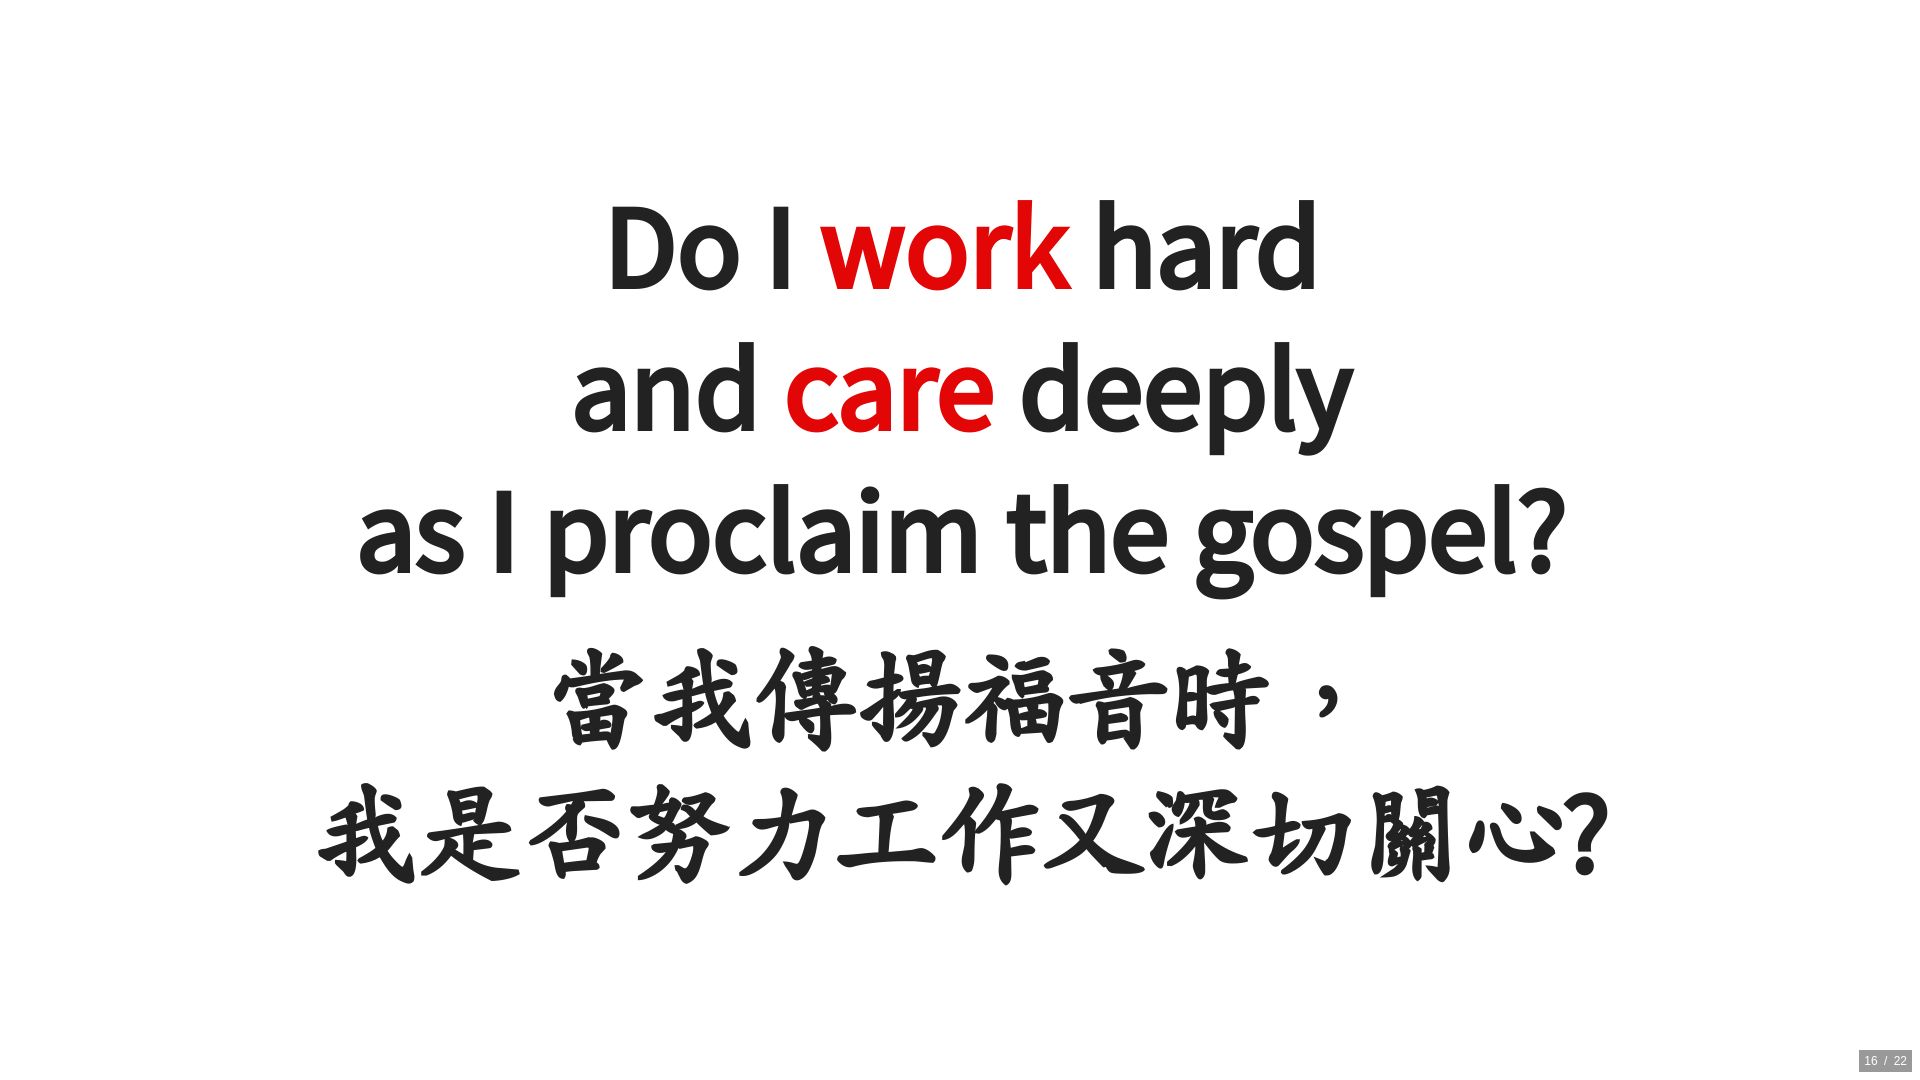 Do I work hard
and care deeply
as I proclaim the gospel?
當我傳揚福音時，
我是否努力工作又深切關心?
16 / 22